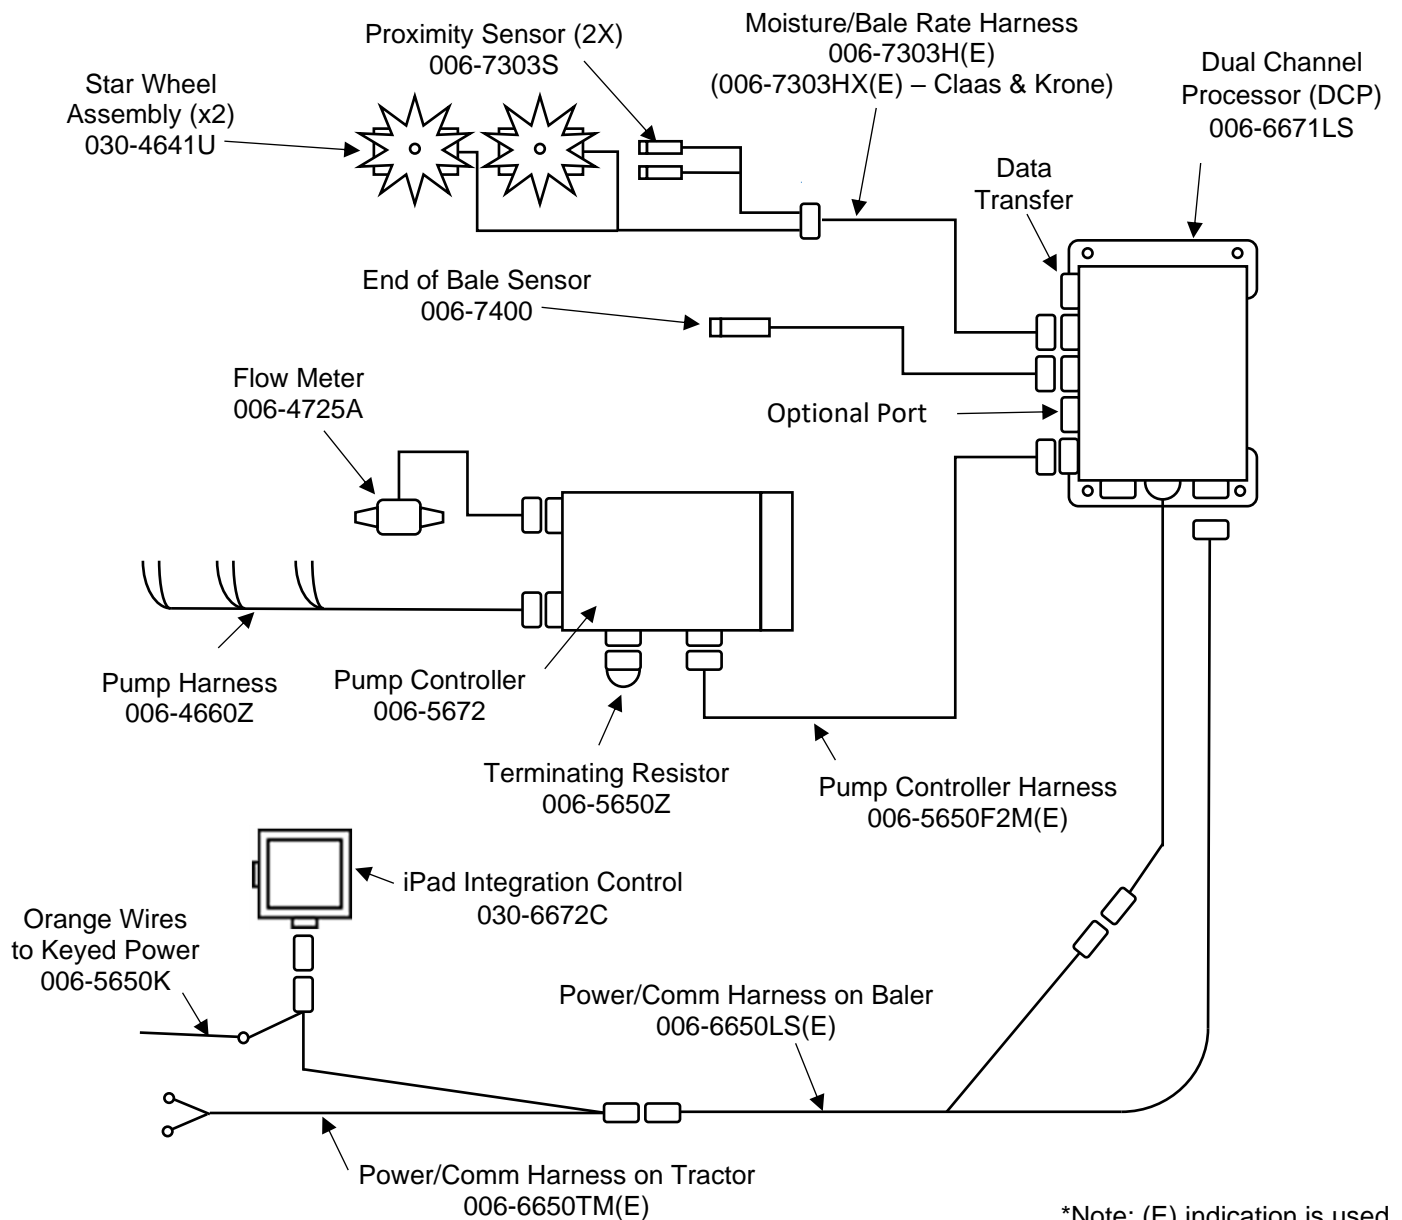 Proximity Sensor (2X)
006-7303S
Moisture/Bale Rate Harness
006-7303H(E)
(006-7303HX(E) – Claas & Krone)
Dual Channel
Processor (DCP)
006-6671LS
Star Wheel
Assembly (x2)
030-4641U
Data
Transfer
End of Bale Sensor
006-7400
Flow Meter
006-4725A
Optional Port
Pump Harness
006-4660Z
Pump Controller
006-5672
Terminating Resistor
006-5650Z
Pump Controller Harness
006-5650F2M(E)
iPad Integration Control
030-6672C
Orange Wires
to Keyed Power
006-5650K
Power/Comm Harness on Baler
006-6650LS(E)
Power/Comm Harness on Tractor
006-6650TM(E)
*Note: (E) indication is used